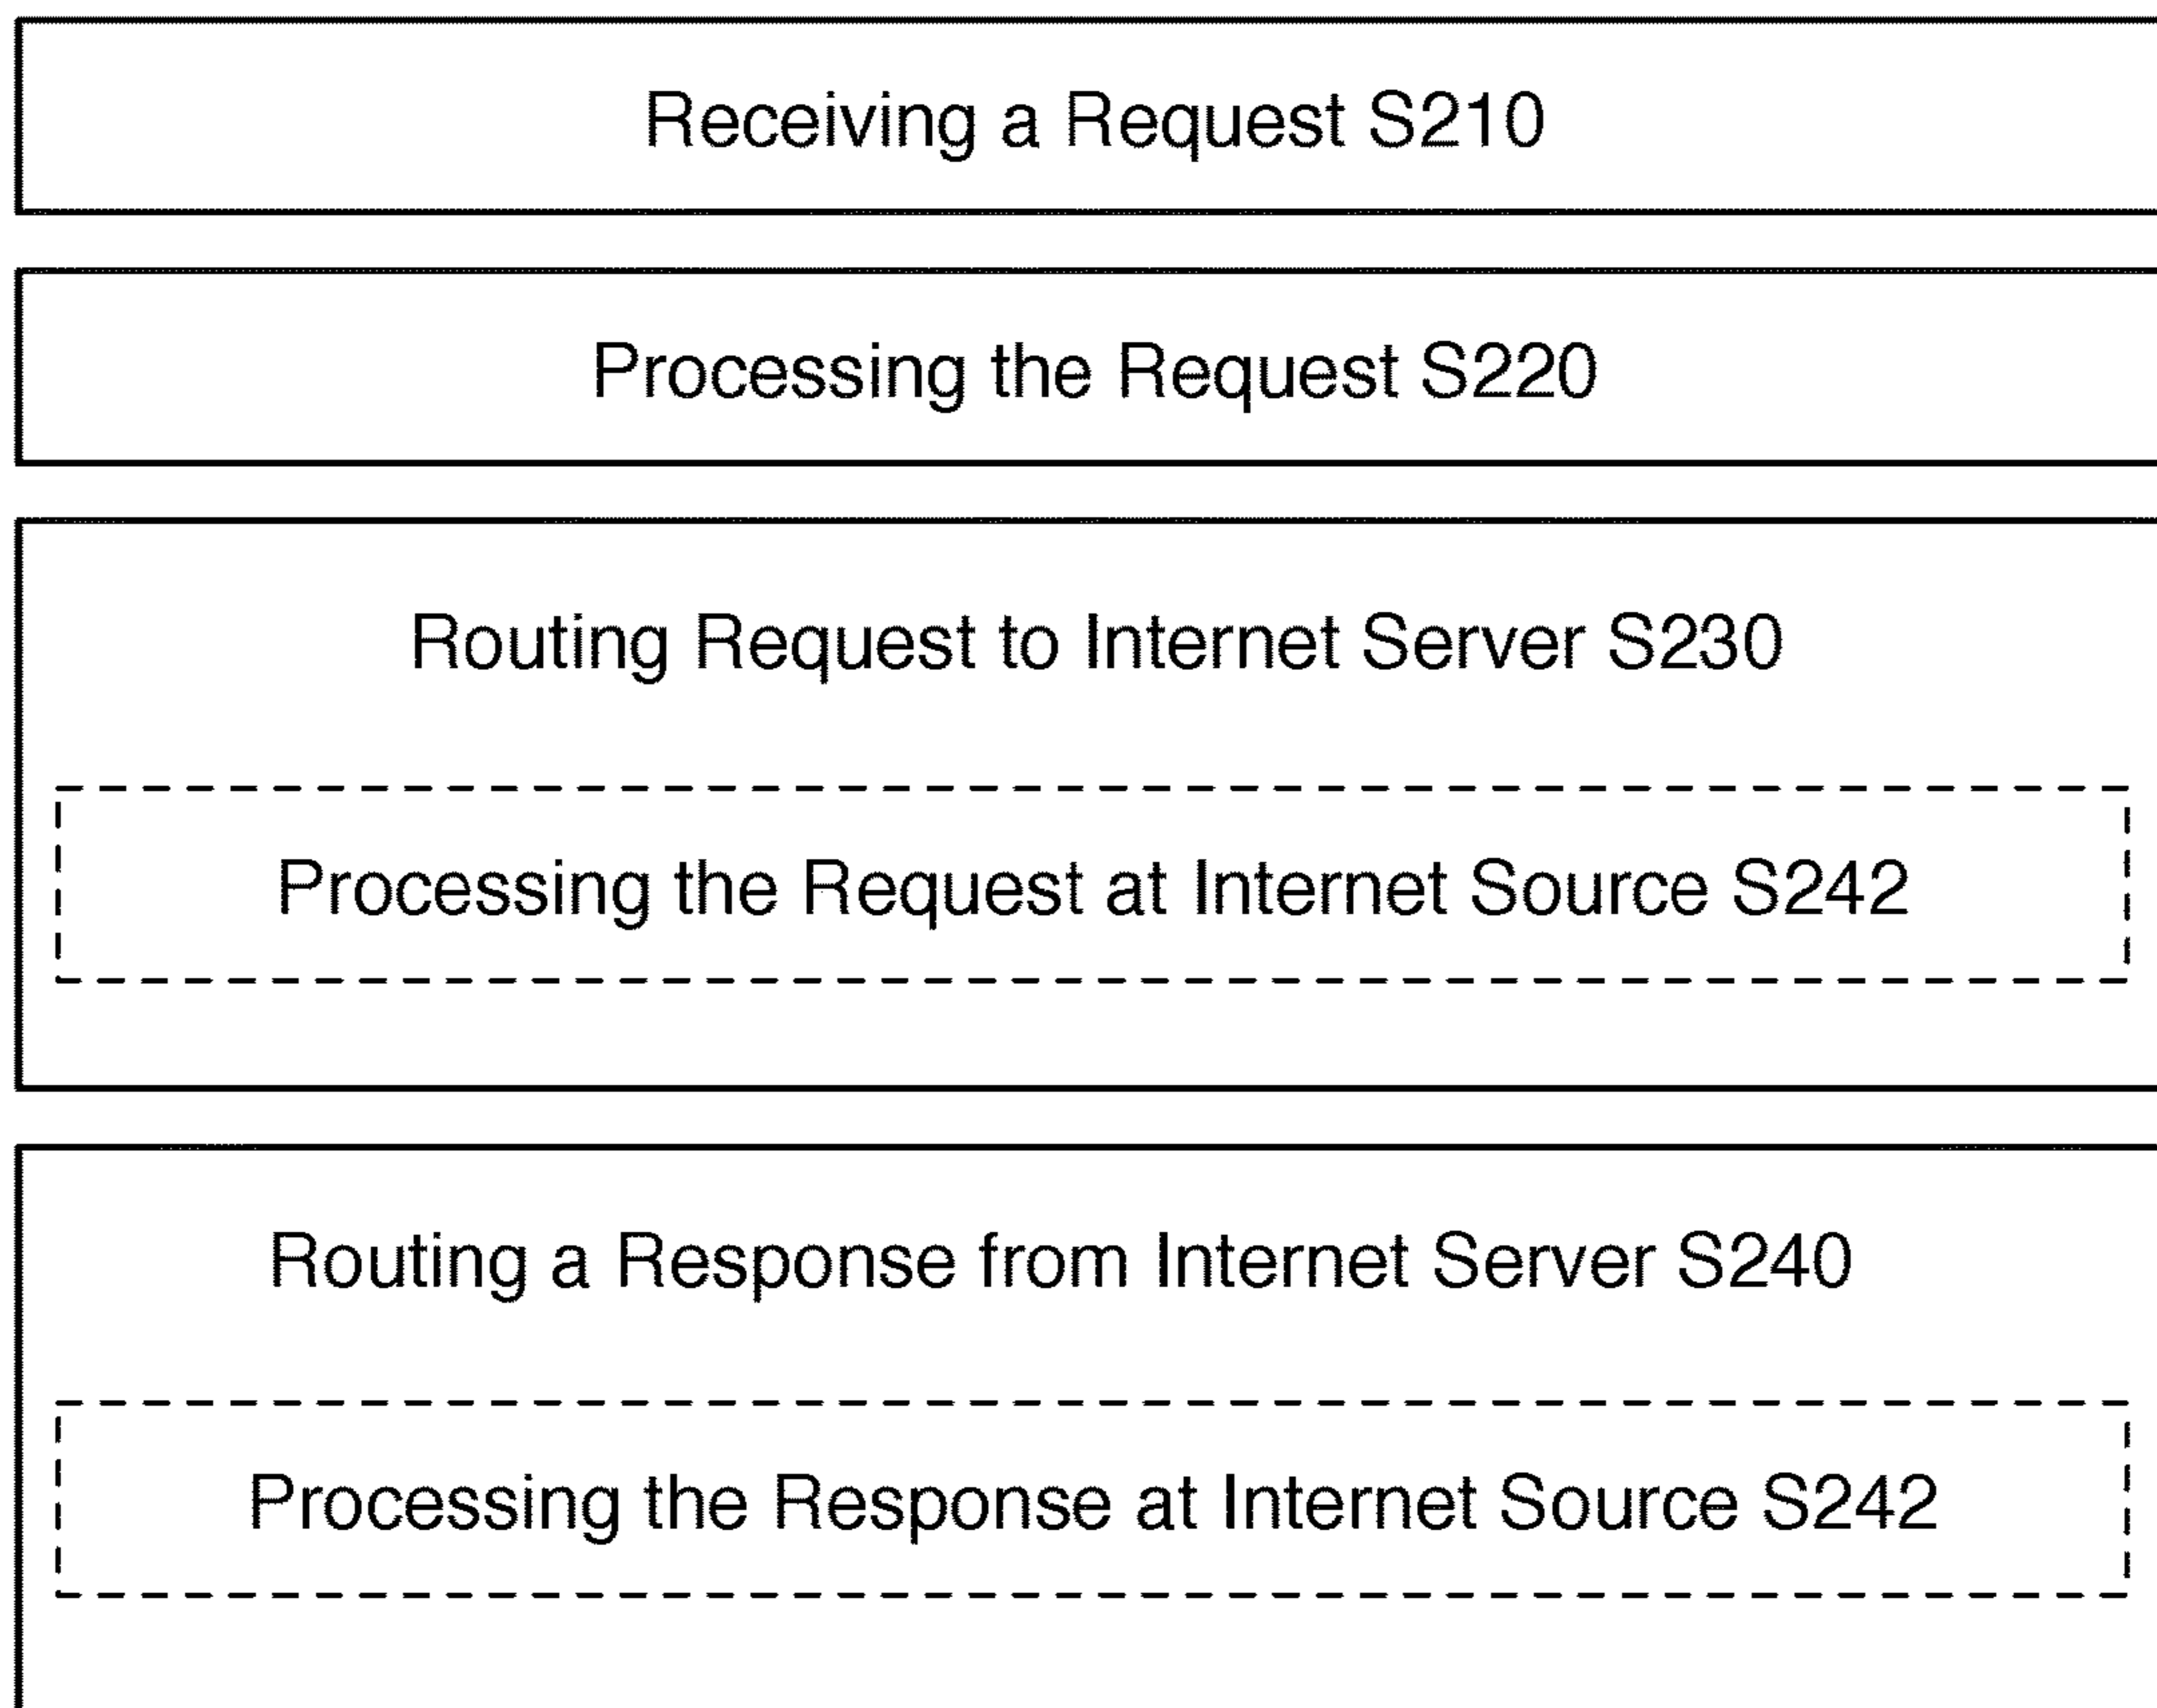 Receiving a Request S210
Processing the Request S220
Routing Request to Internet Server S230
Processing the Request at Internet Source S242
Routing a Response from Internet Server S240
Processing the Response at Internet Source S242